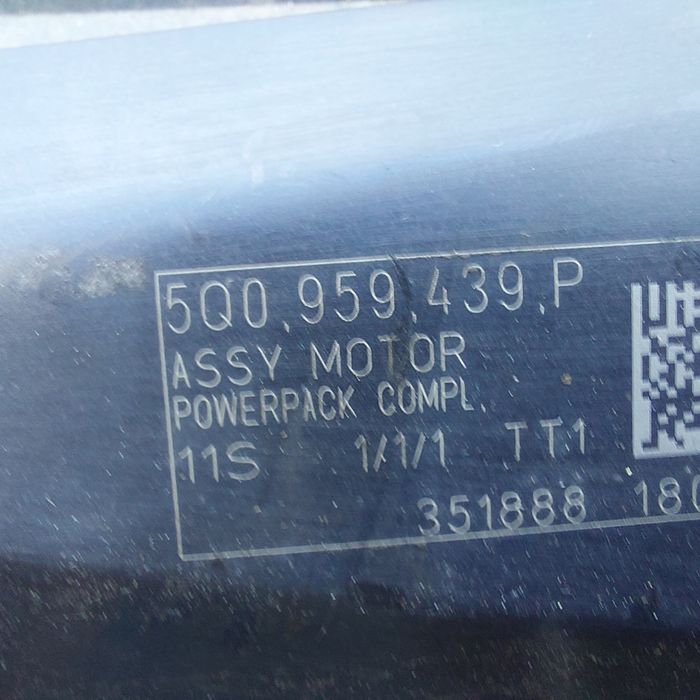 5Q0.959.439.P
ASSY MOTOR
POWERPACK COMPL.
11S 1/1/1 TT1
351888